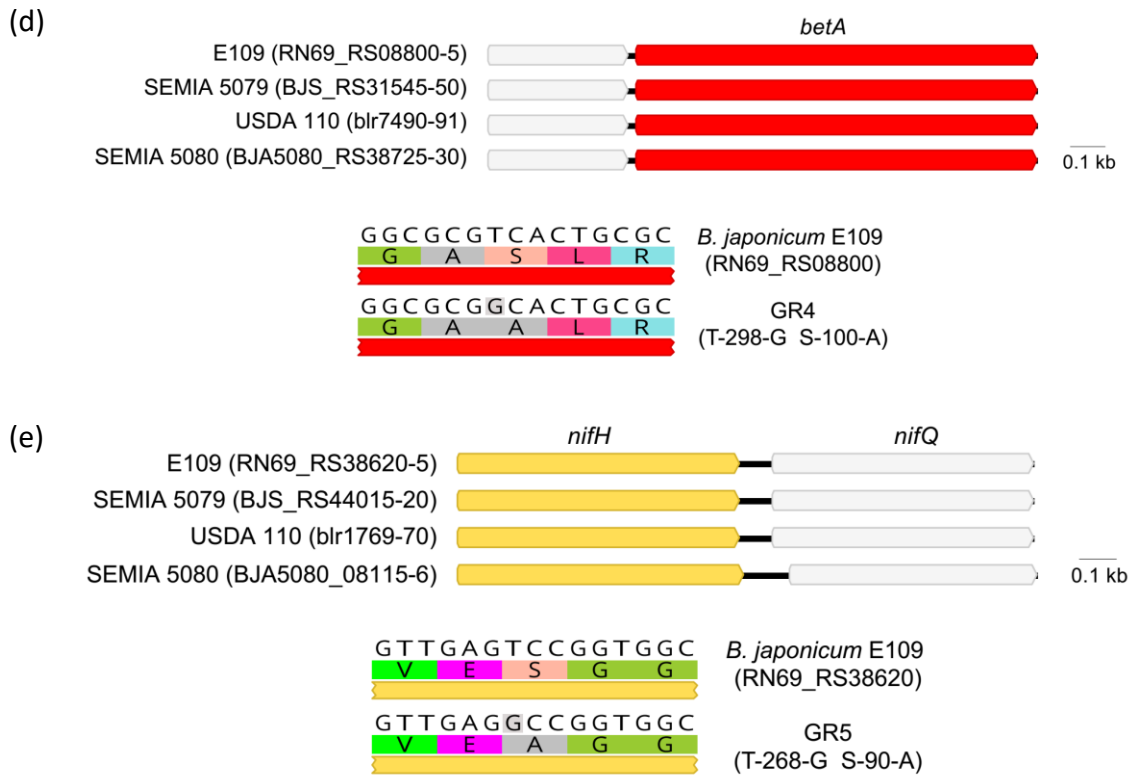 (d)
betA
E109 (RN69_RS08800-5)
SEMIA 5079 (BJS_RS31545-50)
USDA 110 (blr7490-91)
SEMIA 5080 (BJA5080_RS38725-30)
0.1 kb
GGCGCGTCACTGCGC
G A S L R
B. japonicum E109
(RN69_RS08800)
GGCGCGGCACTGCGC
G A A L R
GR4
(T-298-G S-100-A)
(e)
nifH nifQ
E109 (RN69_RS38620-5)
SEMIA 5079 (BJS_RS44015-20)
USDA 110 (blr1769-70)
SEMIA 5080 (BJA5080_08115-6)
0.1 kb
GTTGAGTCCGGTGGC
V E S G G
B. japonicum E109
(RN69_RS38620)
GTTGAGGCCGGTGGC
V E A G G
GR5
(T-268-G S-90-A)